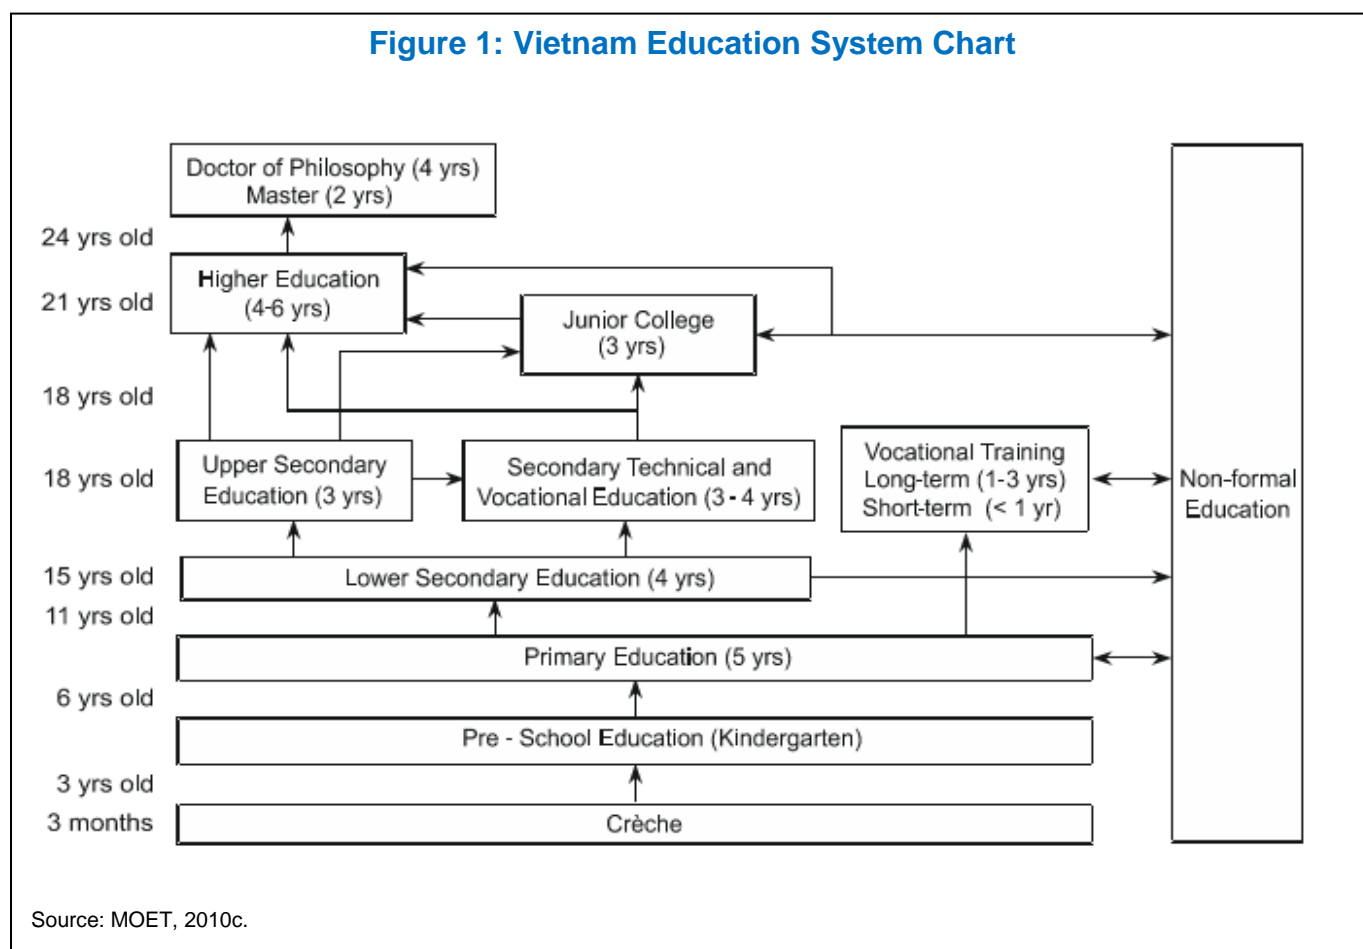 Figure 1: Vietnam Education System Chart
Doctor of Philosophy (4 yrs)
Master (2 yrs)
24 yrs old
Higher Education
(4-6 yrs)
21 yrs old
Junior College
(3 yrs)
18 yrs old
18 yrs old
Upper Secondary
Education (3 yrs)
Secondary Technical and
Vocational Education (3 - 4 yrs)
Vocational Training
Long-term (1-3 yrs)
Short-term (< 1 yr)
Non-formal
Education
15 yrs old
Lower Secondary Education (4 yrs)
11 yrs old
Primary Education (5 yrs)
6 yrs old
Pre - School Education (Kindergarten)
3 yrs old
3 months
Crèche
Source: MOET, 2010c.